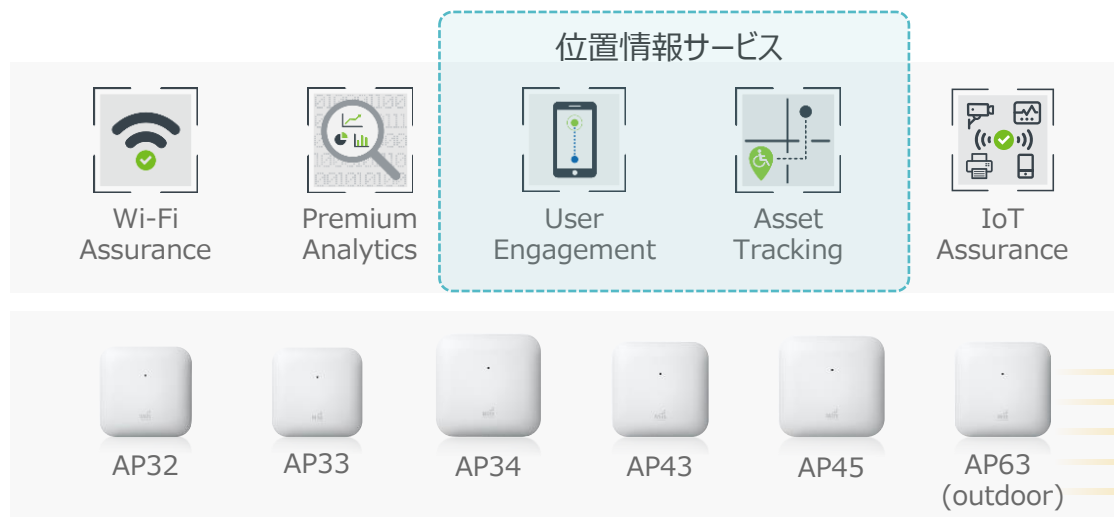 位置情報サービス
Wi-Fi
Assurance
Premium
Analytics
User
Engagement
Asset
Tracking
IoT
Assurance
AP32
AP33
AP34
AP43
AP45
AP63
(outdoor)